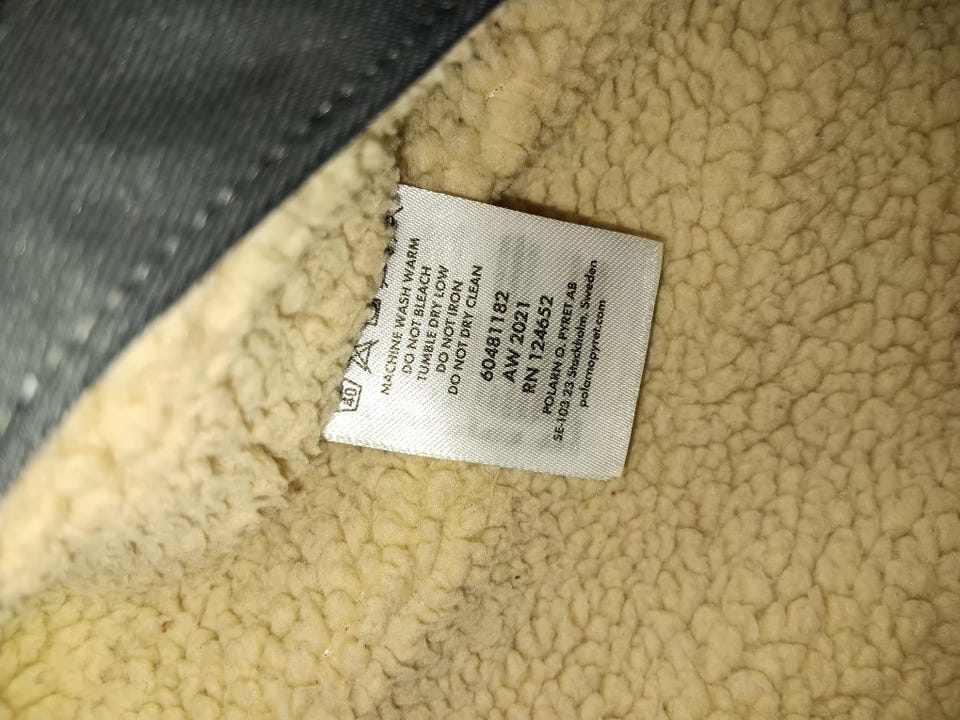 40
MACHINE WASH WARM
DO NOT BLEACH
TUMBLE DRY LOW
DO NOT IRON
DO NOT DRY CLEAN
60481182
AW 2021
RN 124652
POLARN O. PYRET AB
SE-103 23 Stockholm, Sweden
polarnopyret.com